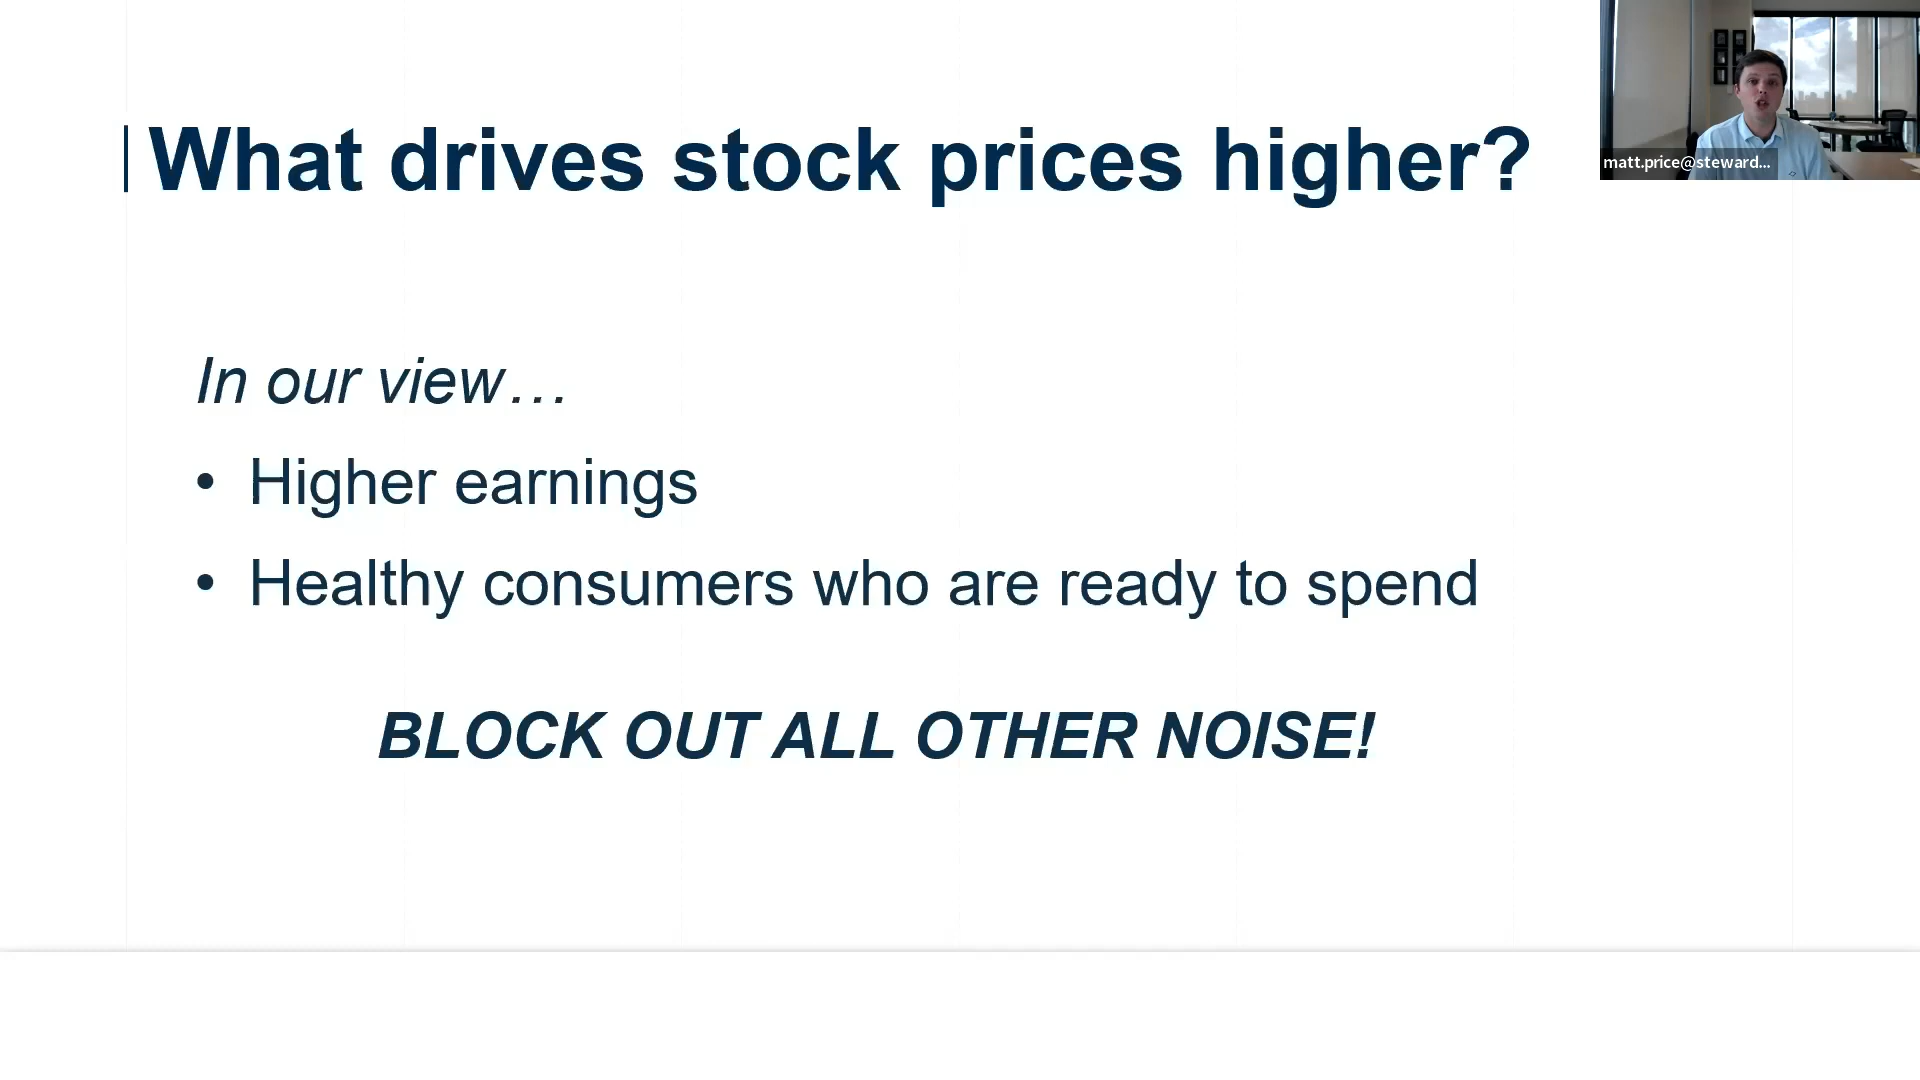 What drives stock prices higher?
matt.price@steward...
In our view…
• Higher earnings
• Healthy consumers who are ready to spend
BLOCK OUT ALL OTHER NOISE!